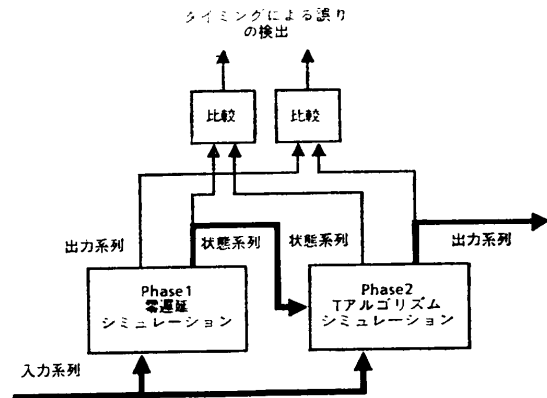 タイミングによる誤り
の検出
比較
比較
出力系列
状態系列
状態系列
出力系列
Phase1
零遅延
シミュレーション
Phase2
Tアルゴリズム
シミュレーション
入力系列